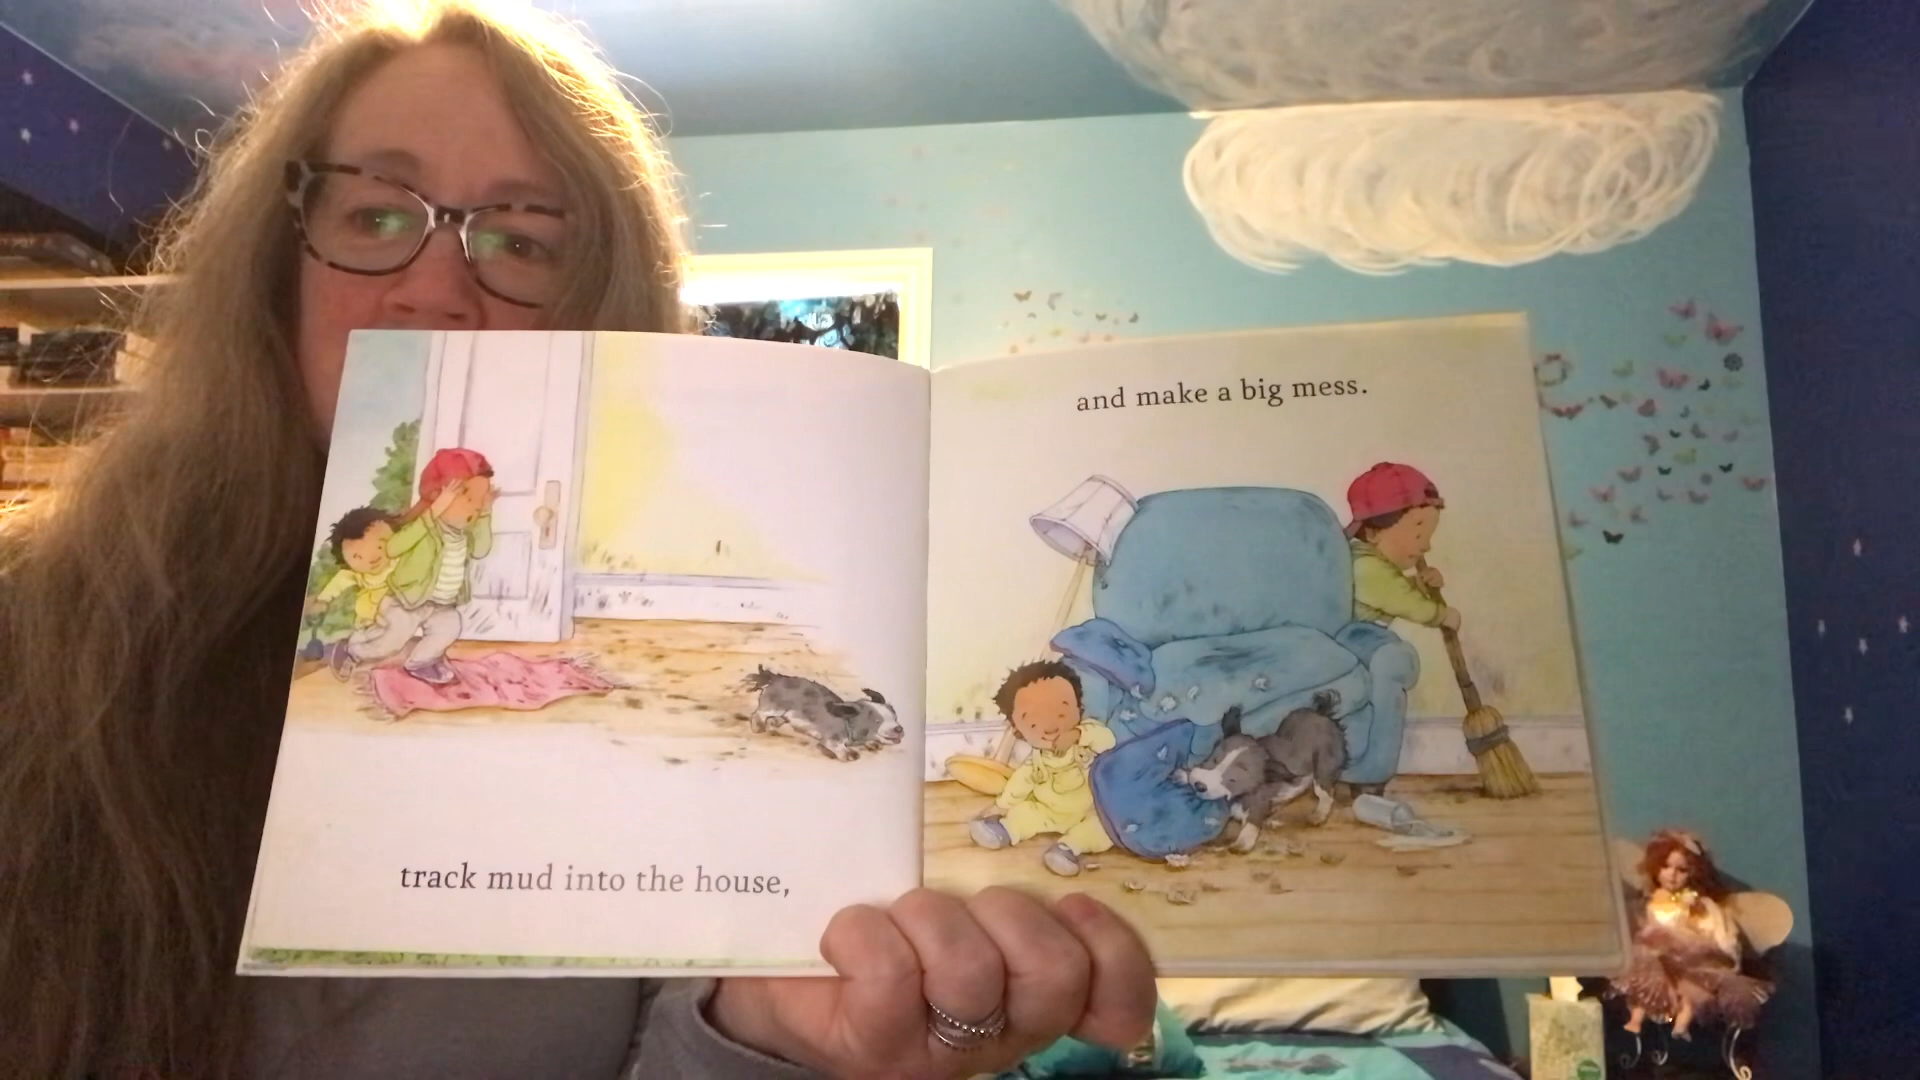 track mud into the house,
and make a big mess.